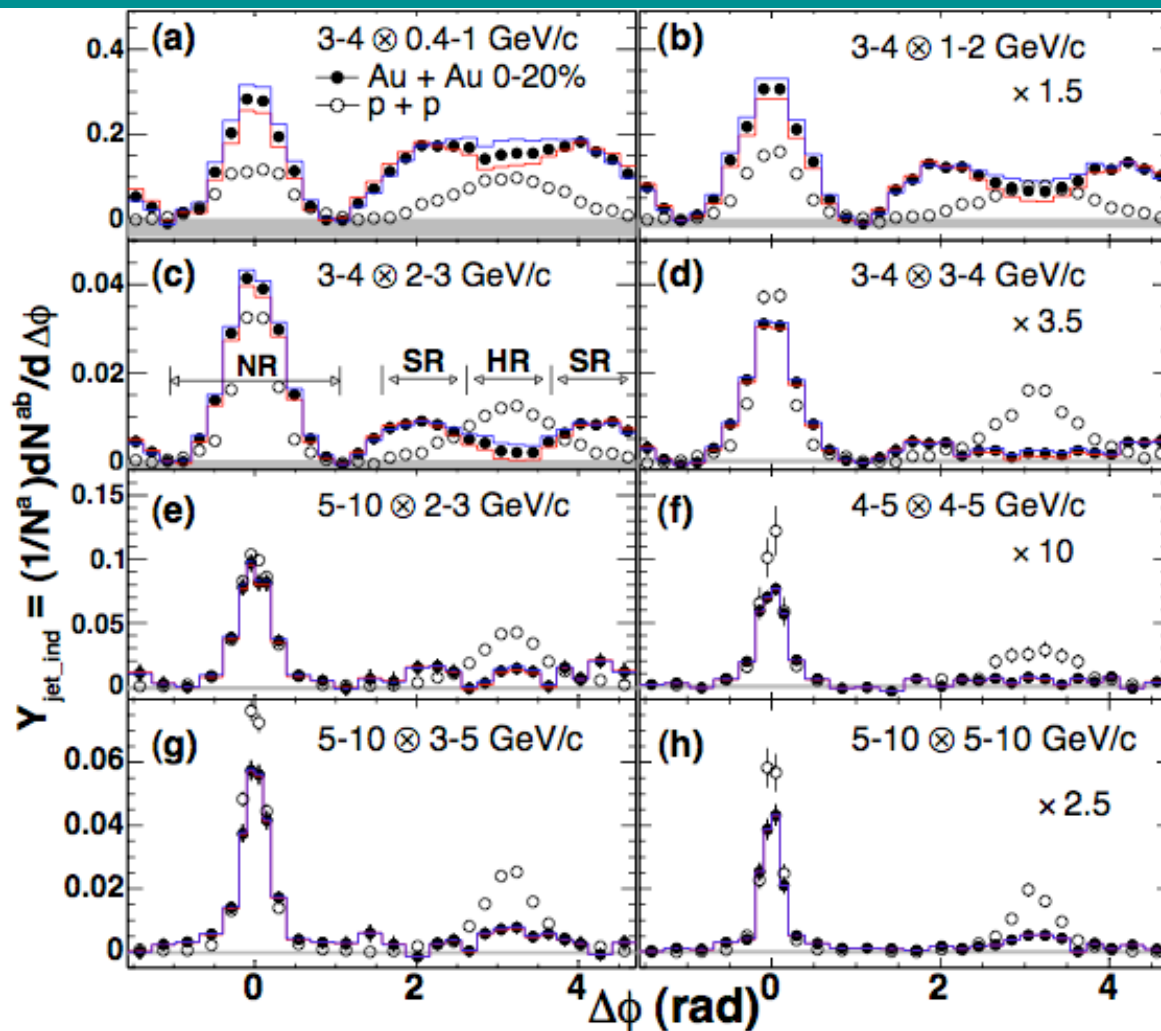 (a) 3-4 ⊗ 0.4-1 GeV/c
Au + Au 0-20%
p + p
(b) 3-4 ⊗ 1-2 GeV/c
× 1.5
0.4
0.2
0
(c) 3-4 ⊗ 2-3 GeV/c
NR SR HR SR
(d) 3-4 ⊗ 3-4 GeV/c
× 3.5
0.04
0.02
0
(e) 5-10 ⊗ 2-3 GeV/c
(f) 4-5 ⊗ 4-5 GeV/c
× 10
0.15
0.1
0.05
0
(g) 5-10 ⊗ 3-5 GeV/c
(h) 5-10 ⊗ 5-10 GeV/c
× 2.5
0.06
0.04
0.02
0
0 2 4 0 2 4
Δϕ (rad)
Y_jet_ind = (1/N^a)dN^ab/d Δϕ